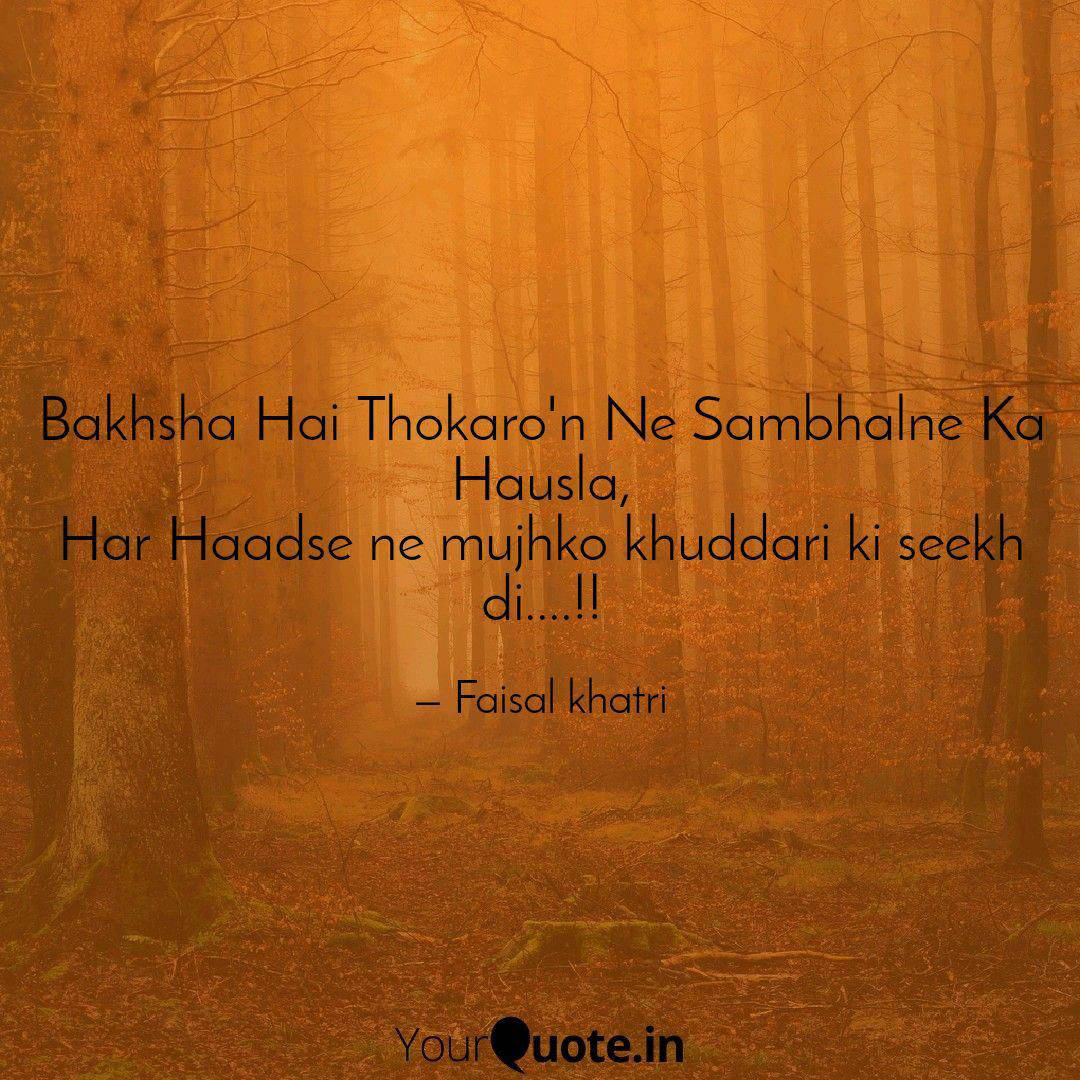 Bakhsha Hai Thokaro'n Ne Sambhalne Ka
Hausla,
Har Haadse ne mujhko khuddari ki seekh
di....!!
— Faisal khatri
YourQuote.in